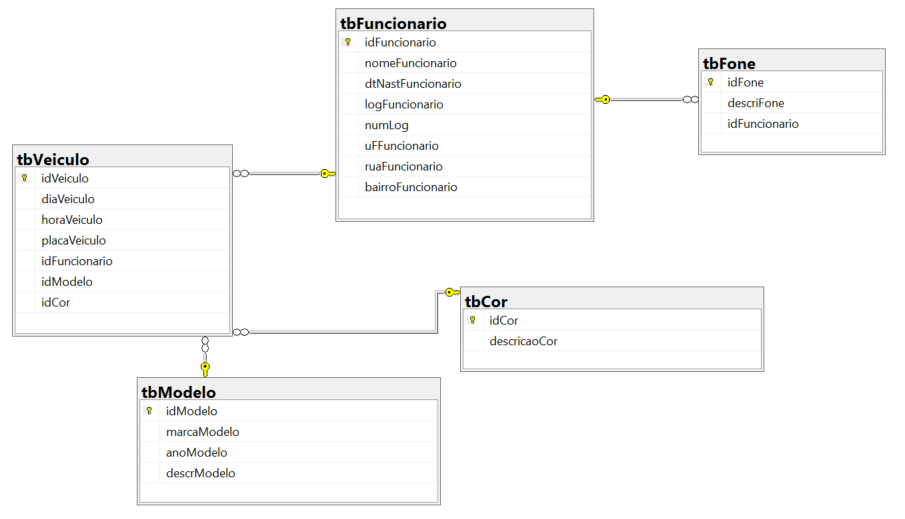 tbFuncionario
idFuncionario
nomeFuncionario
dtNastFuncionario
logFuncionario
numLog
uFFuncionario
ruaFuncionario
bairroFuncionario
tbFone
idFone
descriFone
idFuncionario
tbVeiculo
idVeiculo
diaVeiculo
horaVeiculo
placaVeiculo
idFuncionario
idModelo
idCor
tbCor
idCor
descricaoCor
tbModelo
idModelo
marcaModelo
anoModelo
descrModelo